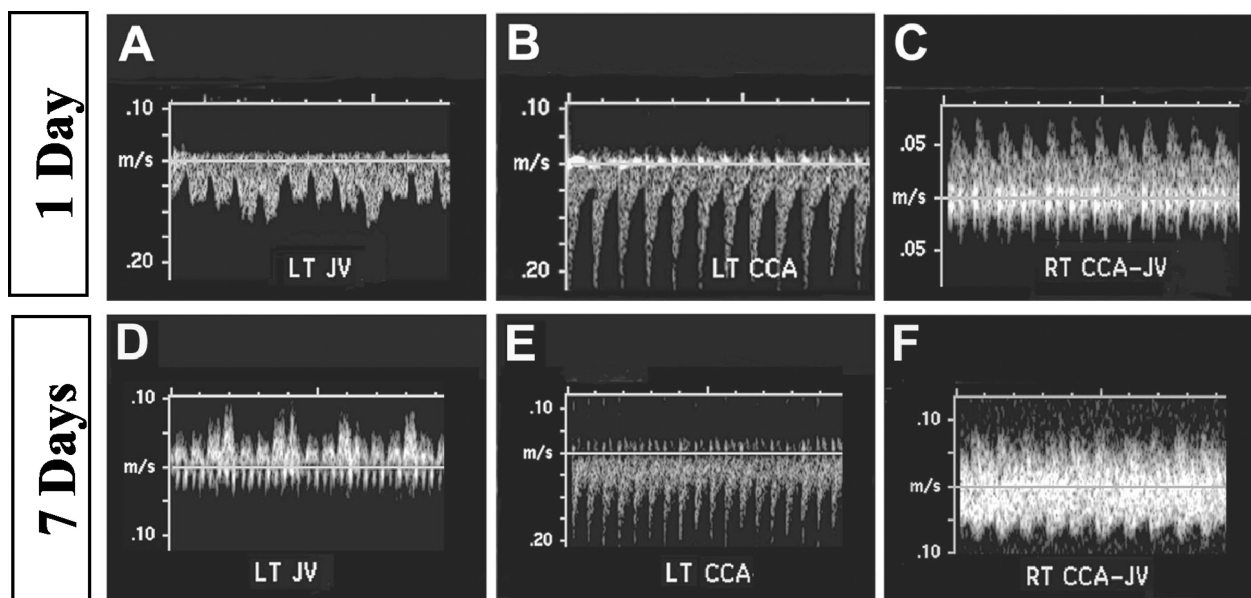 1 Day
A
.10
m/s
.20
LT JV
B
.10
m/s
.20
LT CCA
C
.05
m/s
.05
RT CCA-JV
7 Days
D
.10
m/s
.10
LT JV
E
.10
m/s
.20
LT CCA
F
.10
m/s
.10
RT CCA-JV